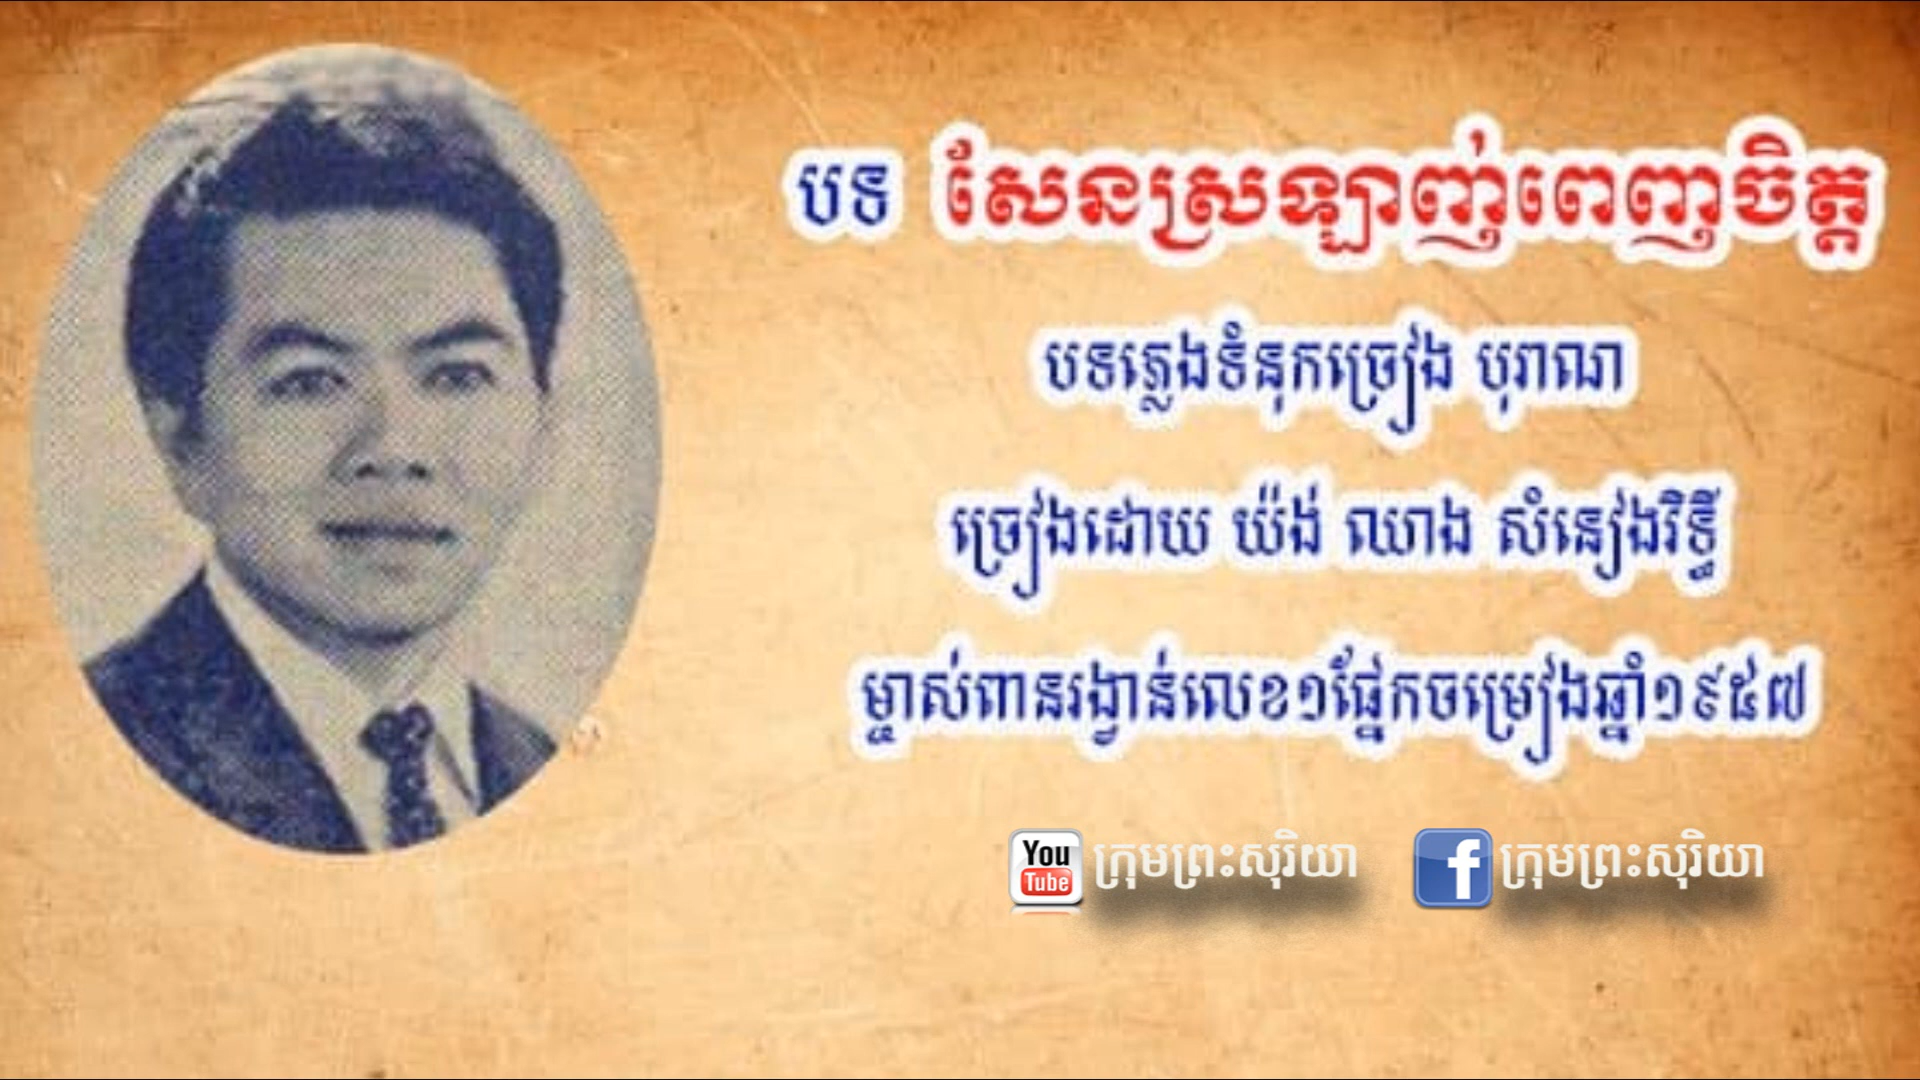 បទ សែនស្រឡាញ់ពេញចិត្ត
បទភ្លេងទំនុកច្រៀង បុរាណ
ច្រៀងដោយ យ៉ង់ ឈាង សំនៀងរិទ្ធី
ម្ចាស់ពានរង្វាន់លេខ១ផ្នែកចម្រៀងឆ្នាំ១៩៥៧
You Tube ក្រុមព្រះសុរិយា f ក្រុមព្រះសុរិយា